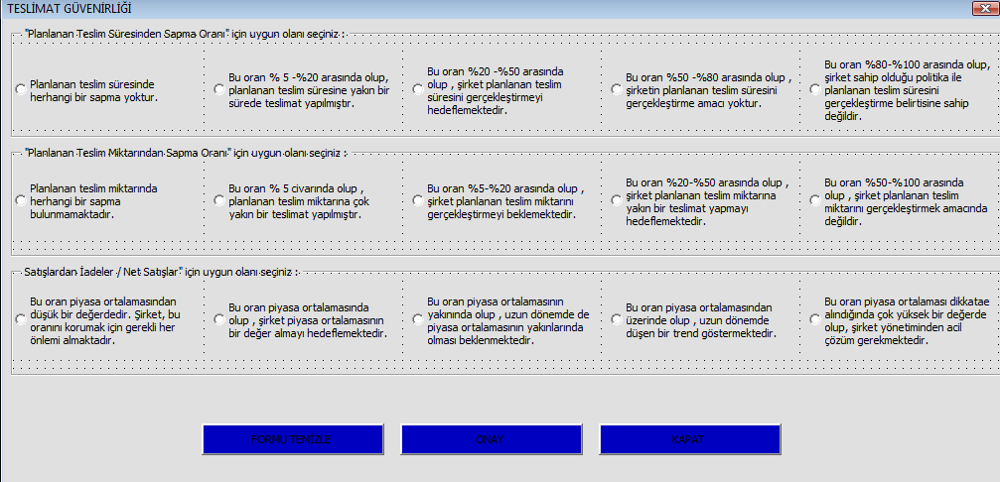 TESLİMAT GÜVENİRLİĞİ
"Planlanan Teslim Süresinden Sapma Oranı" için uygun olanı seçiniz :
Planlanan teslim süresinde
herhangi bir sapma yoktur.
Bu oran % 5 -%20 arasında olup,
planlanan teslim süresine yakın bir
sürede teslimat yapılmıştır.
Bu oran %20 -%50 arasında
olup , şirket planlanan teslim
süresini gerçekleştirmeyi
hedeflemektedir.
Bu oran %50 -%80 arasında olup ,
şirketin planlanan teslim süresini
gerçekleştirme amacı yoktur.
Bu oran %80-%100 arasında olup,
şirket sahip olduğu politika ile
planlanan teslim süresini
gerçekleştirme belirtisine sahip
değildir.
"Planlanan Teslim Miktarından Sapma Oranı" için uygun olanı seçiniz :
Planlanan teslim miktarında
herhangi bir sapma
bulunmamaktadır.
Bu oran % 5 civarında olup ,
planlanan teslim miktarına çok
yakın bir teslimat yapılmıştır.
Bu oran %5-%20 arasında olup ,
şirket planlanan teslim miktarını
gerçekleştirmeyi beklemektedir.
Bu oran %20-%50 arasında olup ,
şirket planlanan teslim miktarına
yakın bir teslimat yapmayı
hedeflemektedir.
Bu oran %50-%100 arasında
olup , şirket planlanan teslim
miktarını gerçekleştirmek amacında
değildir.
Satışlardan İadeler / Net Satışlar" için uygun olanı seçiniz :
Bu oran piyasa ortalamasından
düşük bir değerdedir. Şirket, bu
oranını korumak için gerekli her
önlemi almaktadır.
Bu oran piyasa ortalamasında
olup , şirket piyasa ortalamasının
bir değer almayı hedeflemektedir.
Bu oran piyasa ortalamasının
yakınında olup , uzun dönemde de
piyasa ortalamasının yakınlarında
olması beklenmektedir.
Bu oran piyasa ortalamasından
üzerinde olup , uzun dönemde
düşen bir trend göstermektedir.
Bu oran piyasa ortalaması dikkatae
alındığında çok yüksek bir değerde
olup, şirket yönetiminden acil
çözüm gerekmektedir.
FORMU TEMİZLE
ONAY
KAPAT